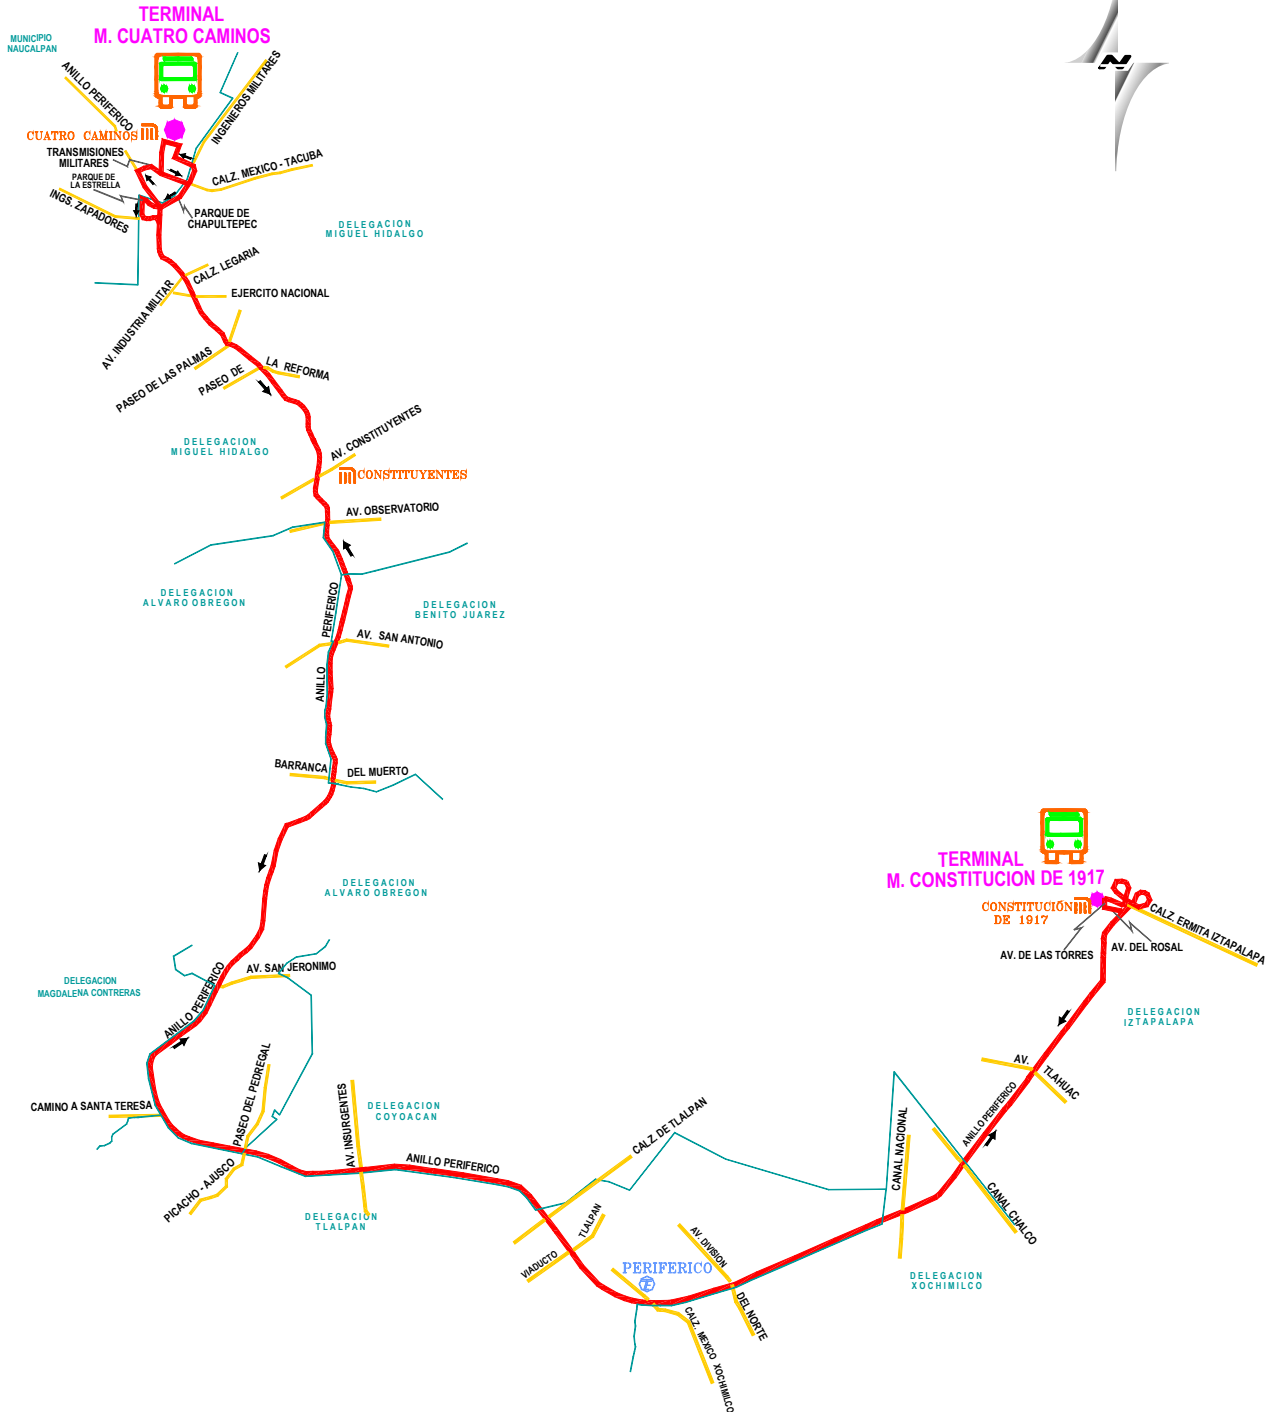 TERMINAL
M. CUATRO CAMINOS
MUNICIPIO
NAUCALPAN
N
ANILLO PERIFERICO
INGENIEROS MILITARES
CUATRO CAMINOS
TRANSMISIONES
MILITARES
PARQUE DE
LA ESTRELLA
CALZ. MEXICO - TACUBA
INGS. ZAPADORES
PARQUE DE
CHAPULTEPEC
DELEGACION
MIGUEL HIDALGO
CALZ. LEGARIA
AV. INDUSTRIA MILITAR
EJERCITO NACIONAL
PASEO DE LAS PALMAS
PASEO DE
LA REFORMA
DELEGACION
MIGUEL HIDALGO
AV. CONSTITUYENTES
CONSTITUYENTES
AV. OBSERVATORIO
DELEGACION
ALVARO OBREGON
PERIFERICO
DELEGACION
BENITO JUAREZ
AV. SAN ANTONIO
ANILLO
BARRANCA
DEL MUERTO
DELEGACION
ALVARO OBREGON
TERMINAL
M. CONSTITUCION DE 1917
CONSTITUCIÓN
DE 1917
CALZ. ERMITA IZTAPALAPA
AV. DE LAS TORRES
AV. DEL ROSAL
AV. SAN JERONIMO
DELEGACION
MAGDALENA CONTRERAS
ANILLO PERIFERICO
DELEGACION
IZTAPALAPA
AV.
TLAHUAC
CAMINO A SANTA TERESA
PASEO DEL PEDREGAL
PICACHO - AJUSCO
AV. INSURGENTES
DELEGACION
COYOACAN
ANILLO PERIFERICO
CALZ. DE TLALPAN
CANAL NACIONAL
ANILLO PERIFERICO
CANAL CHALCO
DELEGACION
TLALPAN
VIADUCTO
TLALPAN
PERIFERICO
AV. DIVISION
DEL NORTE
CALZ. MEXICO XOCHIMILCO
DELEGACION
XOCHIMILCO